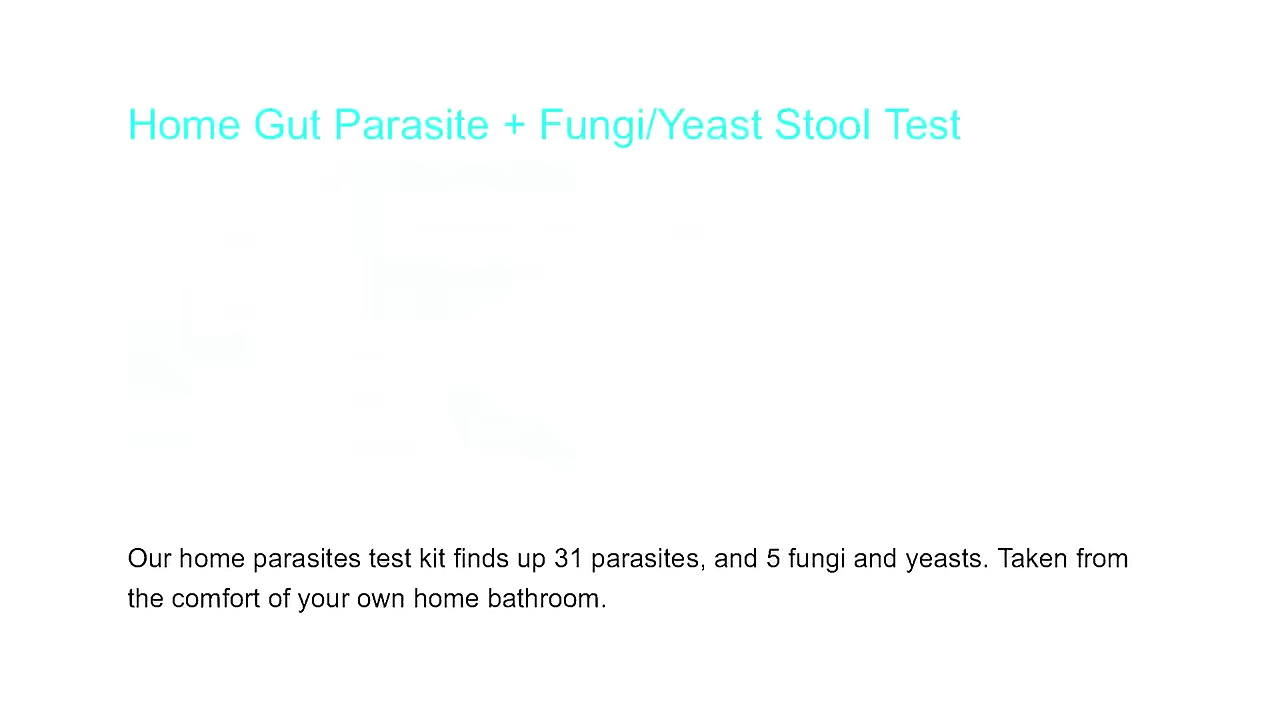 Home Gut Parasite + Fungi/Yeast Stool Test
Our home parasites test kit finds up 31 parasites, and 5 fungi and yeasts. Taken from
the comfort of your own home bathroom.